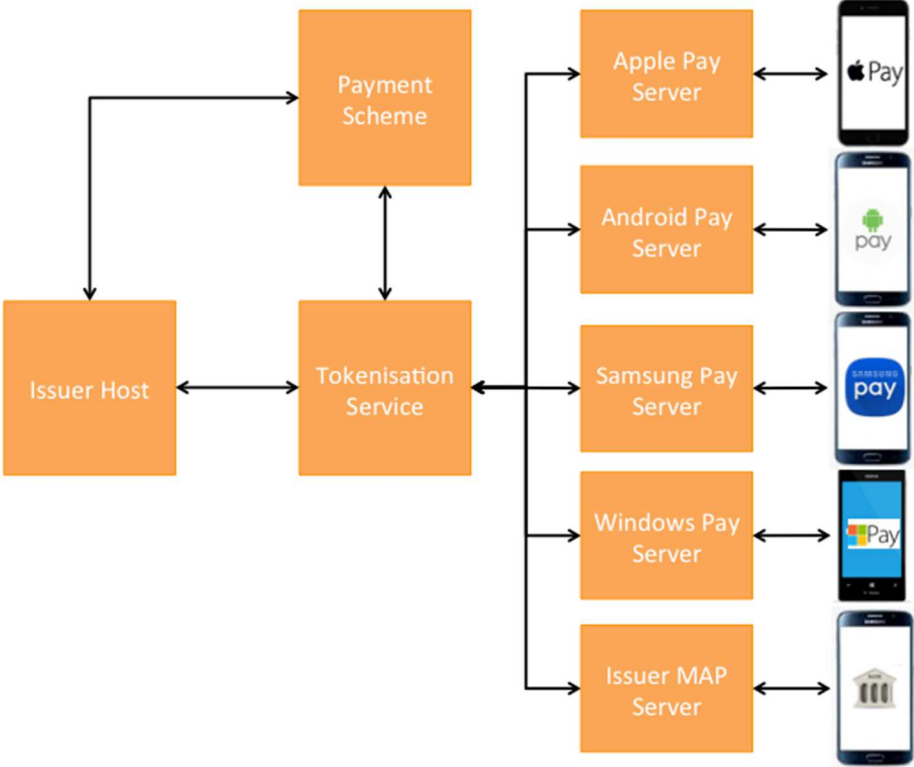 Payment
Scheme
Issuer Host
Tokenisation
Service
Apple Pay
Server
Pay
Android Pay
Server
pay
Samsung Pay
Server
SAMSUNG
pay
Windows Pay
Server
Pay
Issuer MAP
Server